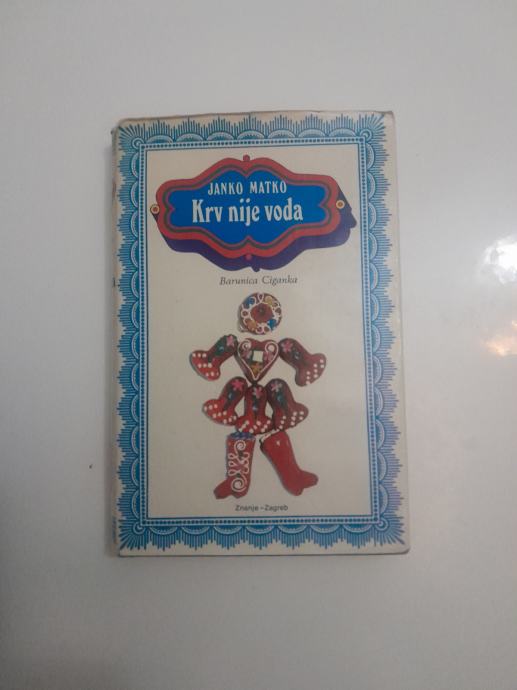 JANKO MATKO
Krv nije voda
Barunica Ciganka
Znanje – Zagreb